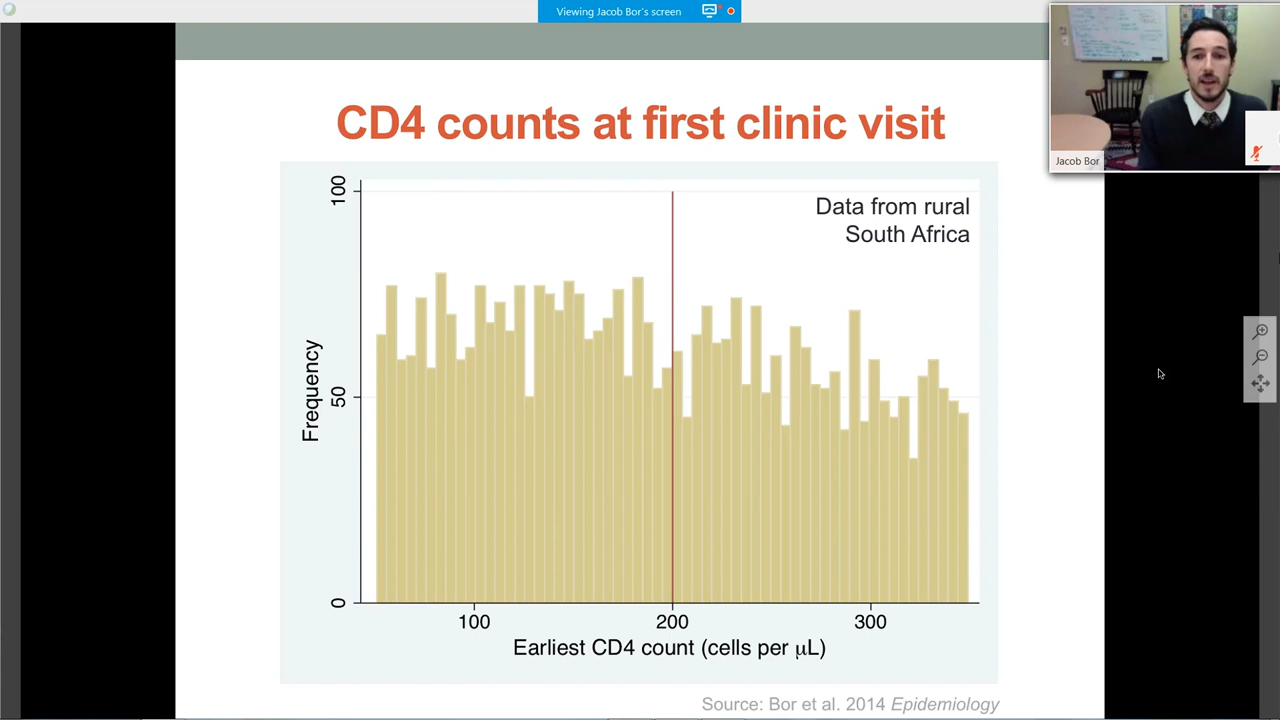 Viewing Jacob Bor's screen
CD4 counts at first clinic visit
Jacob Bor
Data from rural
South Africa
100
50
0
Frequency
100 200 300
Earliest CD4 count (cells per μL)
Source: Bor et al. 2014 Epidemiology